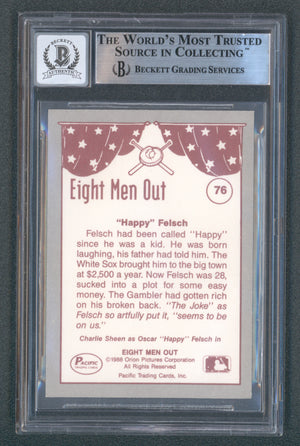 BECKETT
AUTHENTIC
THE WORLD'S MOST TRUSTED
SOURCE IN COLLECTING™
BECKETT GRADING SERVICES
Eight Men Out
76
"Happy" Felsch
Felsch had been called "Happy"
since he was a kid. He was born
laughing, his father had told him. The
White Sox brought him to the big town
at $2,500 a year. Now Felsch was 28,
sucked into a plot for some easy
money. The Gambler had gotten rich
on his broken back. "The Joke" as
Felsch so artfully put it, "seems to be
on us."
Charlie Sheen as Oscar "Happy" Felsch in
EIGHT MEN OUT
©1988 Orion Pictures Corporation
All Rights Reserved
Pacific Trading Cards, Inc.
PACIFIC